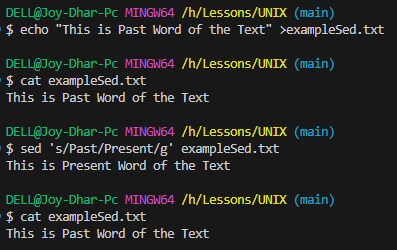 DELL@Joy-Dhar-Pc MINGW64 /h/Lessons/UNIX (main)
$ echo "This is Past Word of the Text" >exampleSed.txt
DELL@Joy-Dhar-Pc MINGW64 /h/Lessons/UNIX (main)
$ cat exampleSed.txt
This is Past Word of the Text
DELL@Joy-Dhar-Pc MINGW64 /h/Lessons/UNIX (main)
$ sed 's/Past/Present/g' exampleSed.txt
This is Present Word of the Text
DELL@Joy-Dhar-Pc MINGW64 /h/Lessons/UNIX (main)
$ cat exampleSed.txt
This is Past Word of the Text